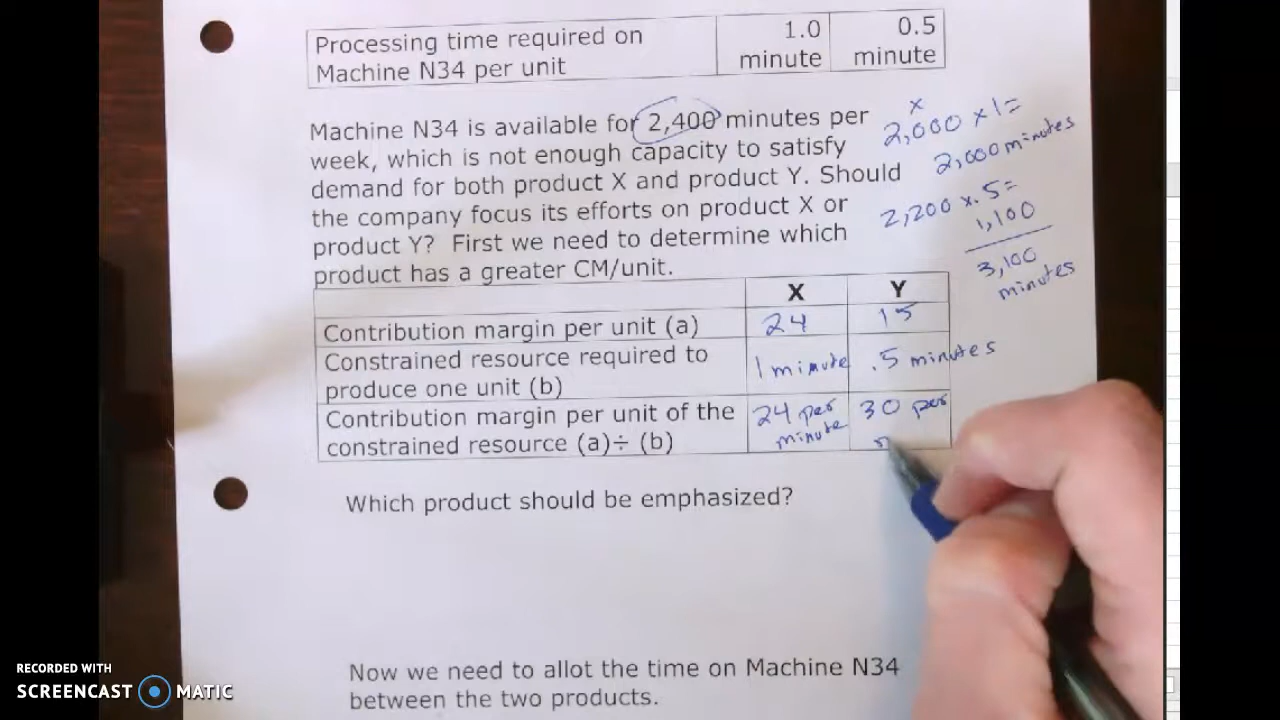 Processing time required on Machine N34 per unit
1.0 minute
0.5 minute
Machine N34 is available for 2,400 minutes per
week, which is not enough capacity to satisfy
demand for both product X and product Y. Should
the company focus its efforts on product X or
product Y? First we need to determine which
product has a greater CM/unit.
x
2,000 x 1 =
2,000 minutes
2,200 x .5 =
1,100
3,100
minutes
X Y
Contribution margin per unit (a) 24 15
Constrained resource required to
produce one unit (b)
1 minute .5 minutes
Contribution margin per unit of the
constrained resource (a)÷ (b)
24 per
minute
30 per
Which product should be emphasized?
Now we need to allot the time on Machine N34
between the two products.
RECORDED WITH
SCREENCAST MATIC